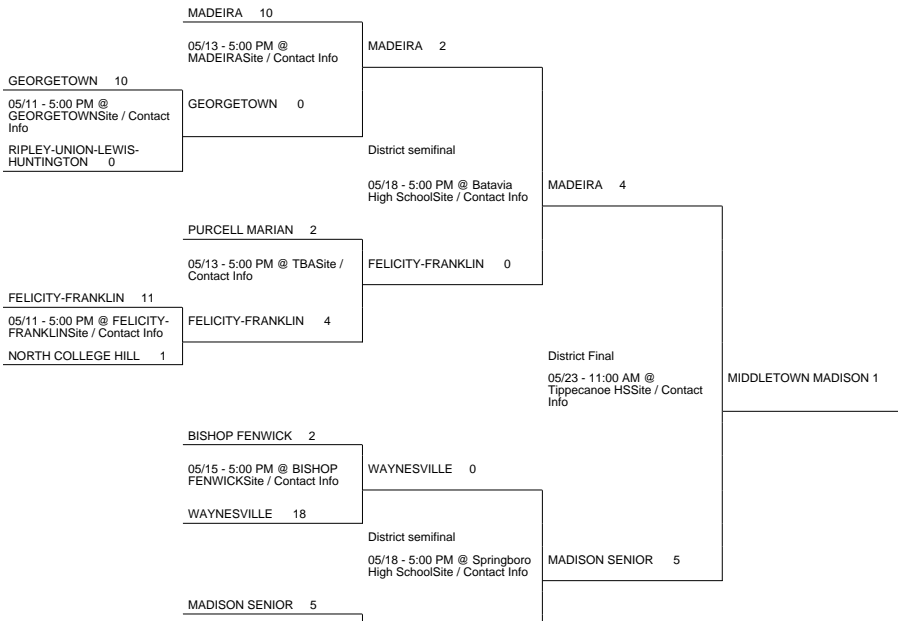 MADEIRA 10
05/13 - 5:00 PM @
MADEIRASite / Contact Info
MADEIRA 2
GEORGETOWN 10
05/11 - 5:00 PM @
GEORGETOWNSite / Contact
Info
GEORGETOWN 0
RIPLEY-UNION-LEWIS-
HUNTINGTON 0
District semifinal
05/18 - 5:00 PM @ Batavia
High SchoolSite / Contact Info
MADEIRA 4
PURCELL MARIAN 2
05/13 - 5:00 PM @ TBASite /
Contact Info
FELICITY-FRANKLIN 0
FELICITY-FRANKLIN 11
05/11 - 5:00 PM @ FELICITY-
FRANKLINSite / Contact Info
FELICITY-FRANKLIN 4
NORTH COLLEGE HILL 1
District Final
05/23 - 11:00 AM @
Tippecanoe HSSite / Contact
Info
MIDDLETOWN MADISON 1
BISHOP FENWICK 2
05/15 - 5:00 PM @ BISHOP
FENWICKSite / Contact Info
WAYNESVILLE 0
WAYNESVILLE 18
District semifinal
05/18 - 5:00 PM @ Springboro
High SchoolSite / Contact Info
MADISON SENIOR 5
MADISON SENIOR 5